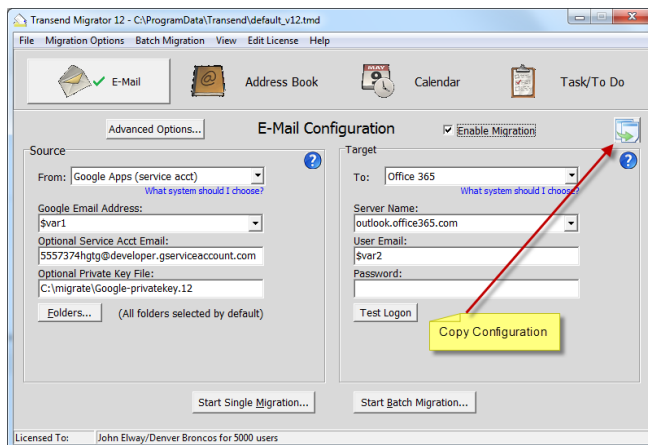 Transend Migrator 12 - C:\ProgramData\Transend\default_v12.tmd
File Migration Options Batch Migration View Edit License Help
E-Mail
Address Book
MAY
Calendar
Task/To Do
Advanced Options...
E-Mail Configuration
Enable Migration
Source
From: Google Apps (service acct)
What system should I choose?
Google Email Address:
$var1
Optional Service Acct Email:
5557374hgtg@developer.gserviceaccount.com
Optional Private Key File:
C:\migrate\Google-privatekey.12
Folders... (All folders selected by default)
Target
To: Office 365
What system should I choose?
Server Name:
outlook.office365.com
User Email:
$var2
Password:
Test Logon
Copy Configuration
Start Single Migration...
Start Batch Migration...
Licensed To: John Elway/Denver Broncos for 5000 users